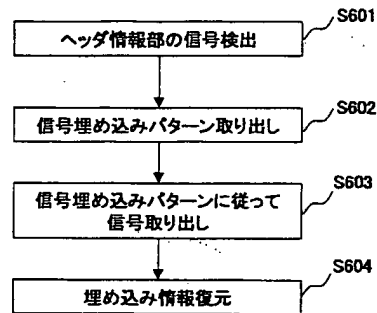 S601
ヘッダ情報部の信号検出
S602
信号埋め込みパターン取り出し
S603
信号埋め込みパターンに従って
信号取り出し
S604
埋め込み情報復元